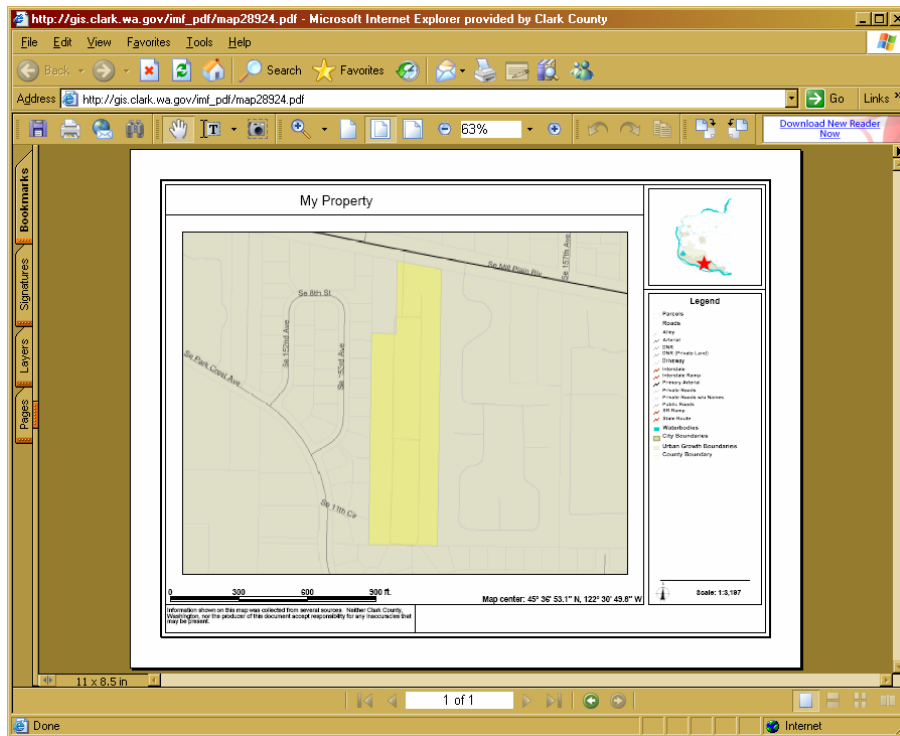 http://gis.clark.wa.gov/imf_pdf/map28924.pdf - Microsoft Internet Explorer provided by Clark County
File Edit View Favorites Tools Help
Back Search Favorites
Address http://gis.clark.wa.gov/imf_pdf/map28924.pdf Go Links »
63% Download New Reader
Now
Bookmarks
Signatures
Layers
Pages
My Property
Se Mill Plain Blv
Se 157th Ave
Se 8th St
Se 152nd Ave
Se 153rd Ave
Se Park Crest Ave
Se 11th Cir
Legend
Parcels
Roads
Alley
Arterial
DNR
DNR (Private Land)
Driveway
Interstate
Interstate Ramp
Primary Arterial
Private Roads
Private Roads w/o Names
Public Roads
SR Ramp
State Route
Waterbodies
City Boundaries
Urban Growth Boundaries
County Boundary
0 300 600 900 ft.
Map center: 45° 36' 53.1" N, 122° 30' 49.8" W
Scale: 1:3,197
Information shown on this map was collected from several sources. Neither Clark County,
Washington, nor the producer of this document accept responsibility for any inaccuracies that
may be present.
11 x 8.5 in
1 of 1
Done Internet